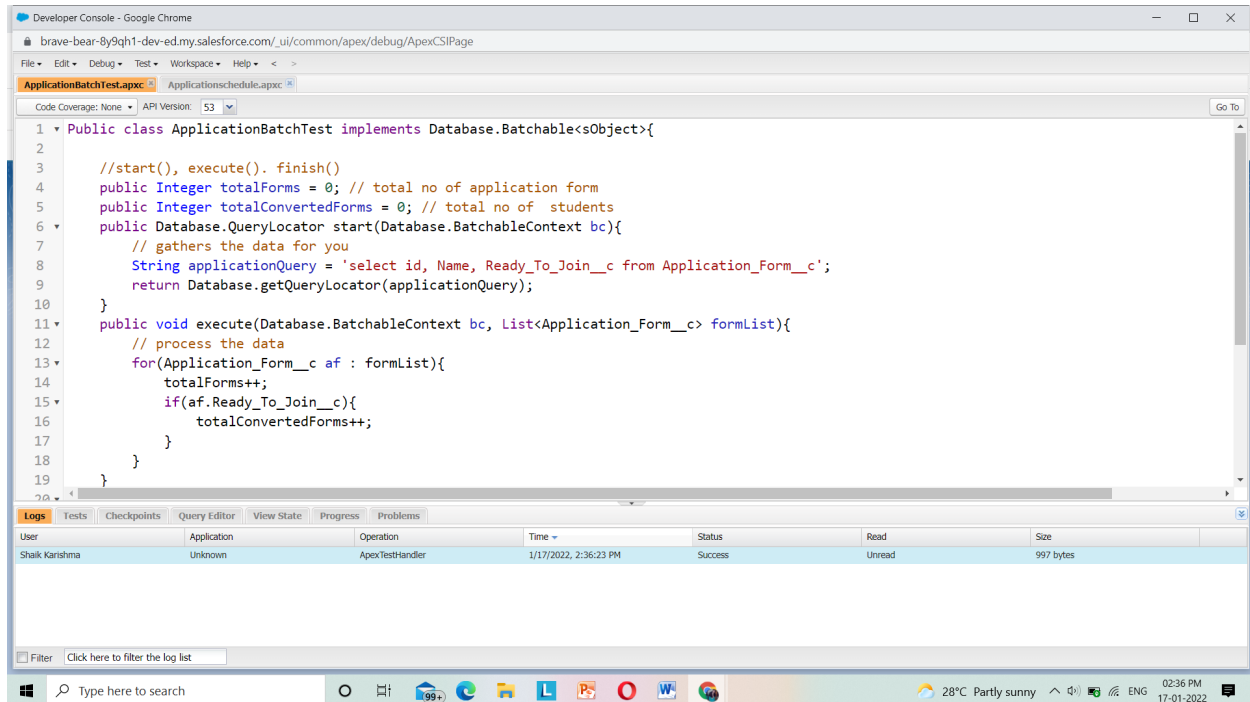 Developer Console - Google Chrome
brave-bear-8y9qh1-dev-ed.my.salesforce.com/_ui/common/apex/debug/ApexCSIPage
File Edit Debug Test Workspace Help < >
ApplicationBatchTest.apxc Applicationschedule.apxc
Code Coverage: None API Version: 53 Go To
1 Public class ApplicationBatchTest implements Database.Batchable<sObject>{
2
3 //start(), execute(). finish()
4 public Integer totalForms = 0; // total no of application form
5 public Integer totalConvertedForms = 0; // total no of  students
6 public Database.QueryLocator start(Database.BatchableContext bc){
7 // gathers the data for you
8 String applicationQuery = 'select id, Name, Ready_To_Join__c from Application_Form__c';
9 return Database.getQueryLocator(applicationQuery);
10 }
11 public void execute(Database.BatchableContext bc, List<Application_Form__c> formList){
12 // process the data
13 for(Application_Form__c af : formList){
14 totalForms++;
15 if(af.Ready_To_Join__c){
16 totalConvertedForms++;
17 }
18 }
19 }
20
Logs Tests Checkpoints Query Editor View State Progress Problems
User Application Operation Time Status Read Size
Shaik Karishma Unknown ApexTestHandler 1/17/2022, 2:36:23 PM Success Unread 997 bytes
Filter Click here to filter the log list
Type here to search 99+ 28°C Partly sunny ENG 02:36 PM
17-01-2022